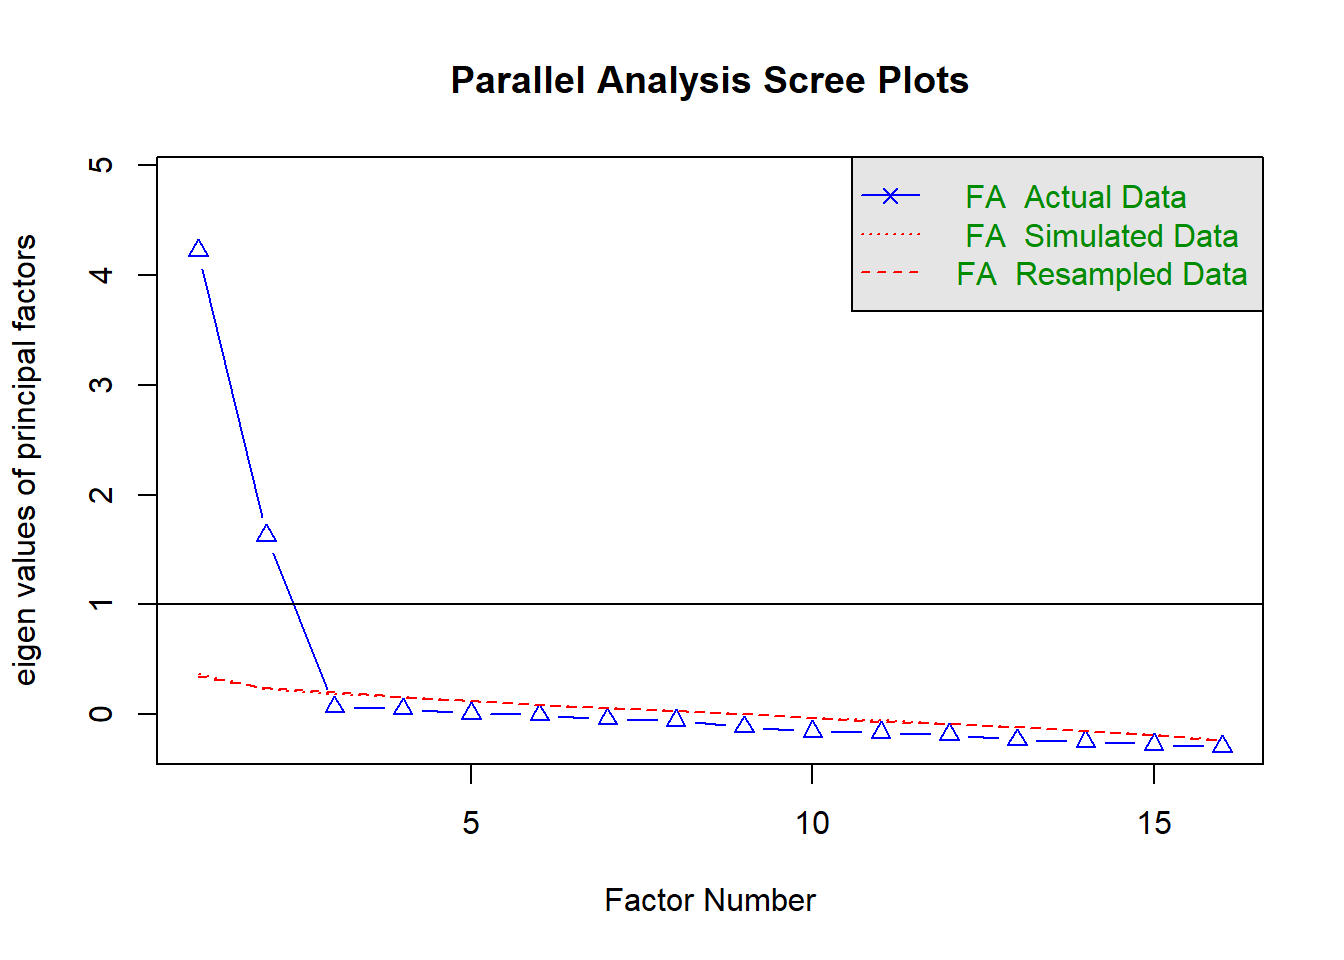 Parallel Analysis Scree Plots
eigen values of principal factors
5
4
3
2
1
0
FA Actual Data
FA Simulated Data
FA Resampled Data
5 10 15
Factor Number